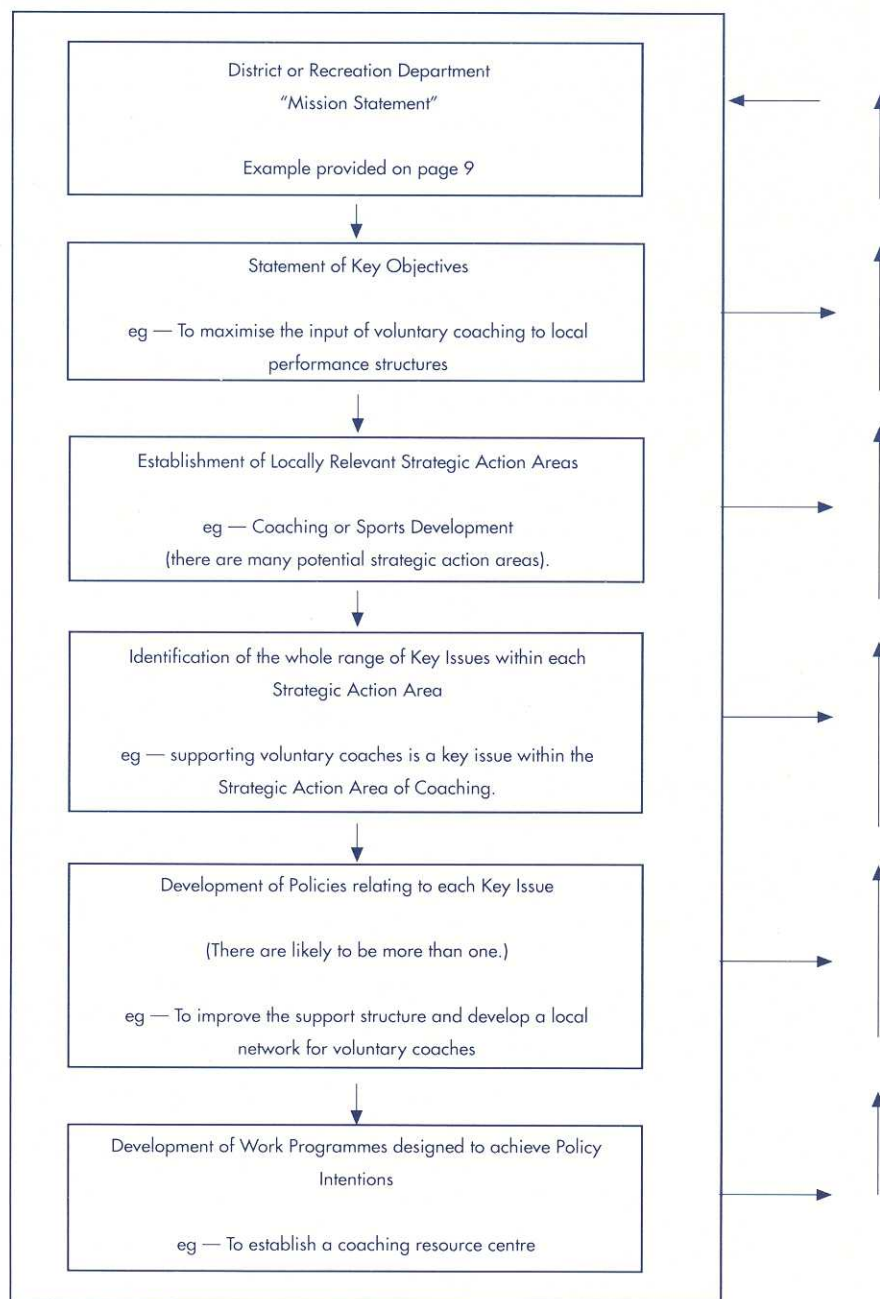 District or Recreation Department
“Mission Statement”
Example provided on page 9
Statement of Key Objectives
eg — To maximise the input of voluntary coaching to local
performance structures
Establishment of Locally Relevant Strategic Action Areas
eg — Coaching or Sports Development
(there are many potential strategic action areas).
Identification of the whole range of Key Issues within each
Strategic Action Area
eg — supporting voluntary coaches is a key issue within the
Strategic Action Area of Coaching.
Development of Policies relating to each Key Issue
(There are likely to be more than one.)
eg — To improve the support structure and develop a local
network for voluntary coaches
Development of Work Programmes designed to achieve Policy
Intentions
eg — To establish a coaching resource centre